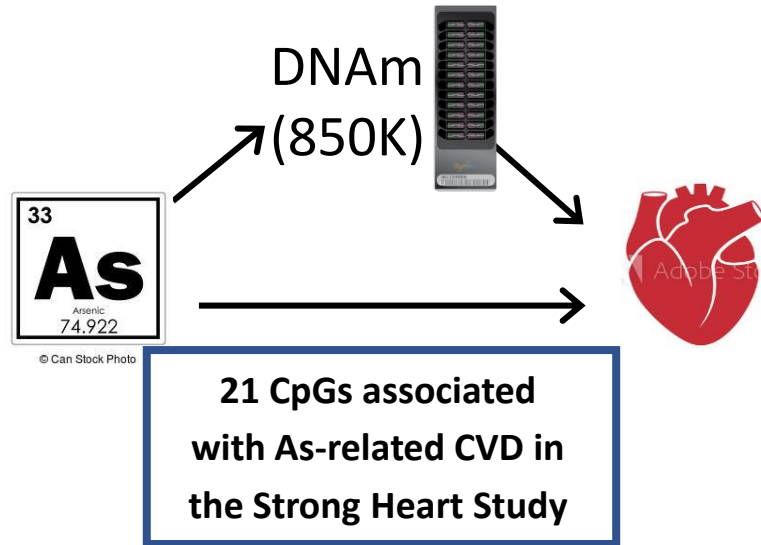 DNAm
(850K)
33
As
Arsenic
74.922
© Can Stock Photo
Adobe Sto
21 CpGs associated
with As-related CVD in
the Strong Heart Study